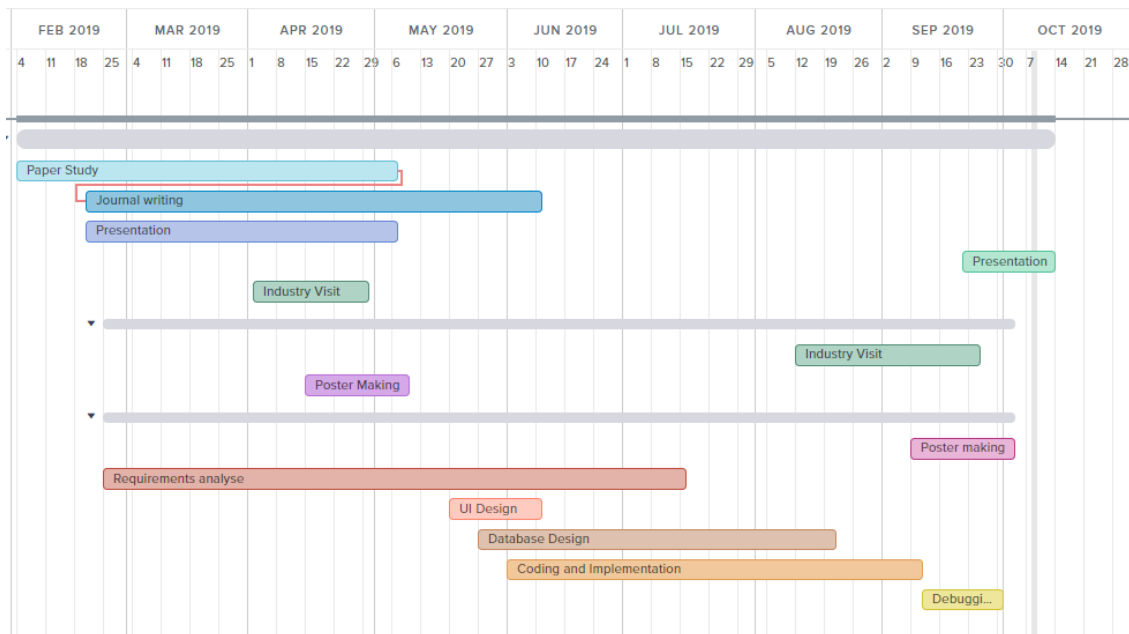 FEB 2019 MAR 2019 APR 2019 MAY 2019 JUN 2019 JUL 2019 AUG 2019 SEP 2019 OCT 2019
4 11 18 25 4 11 18 25 1 8 15 22 29 6 13 20 27 3 10 17 24 1 8 15 22 29 5 12 19 26 2 9 16 23 30 7 14 21 28
Paper Study
Journal writing
Presentation
Presentation
Industry Visit
Industry Visit
Poster Making
Poster making
Requirements analyse
UI Design
Database Design
Coding and Implementation
Debuggi...